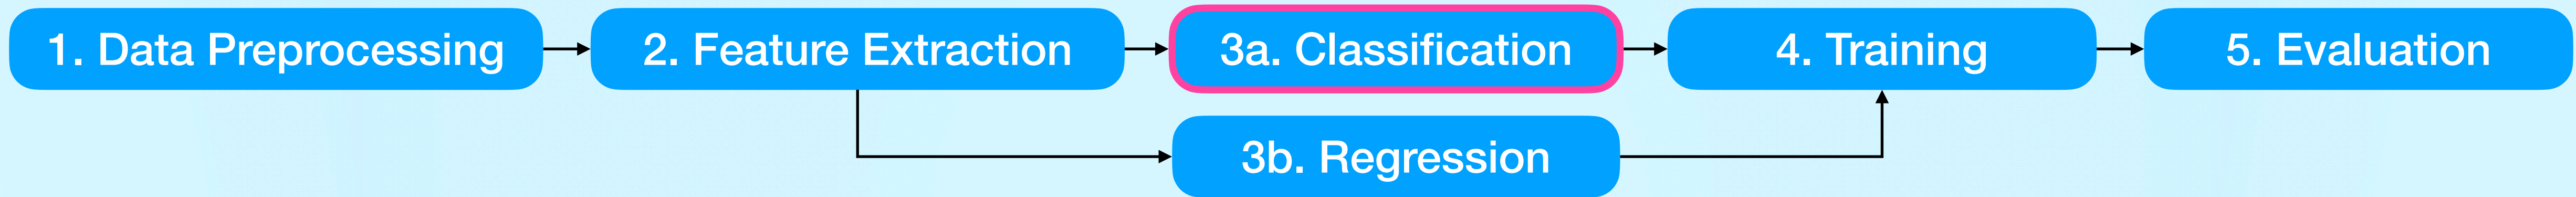 1. Data Preprocessing
2. Feature Extraction
3a. Classification
4. Training
5. Evaluation
3b. Regression